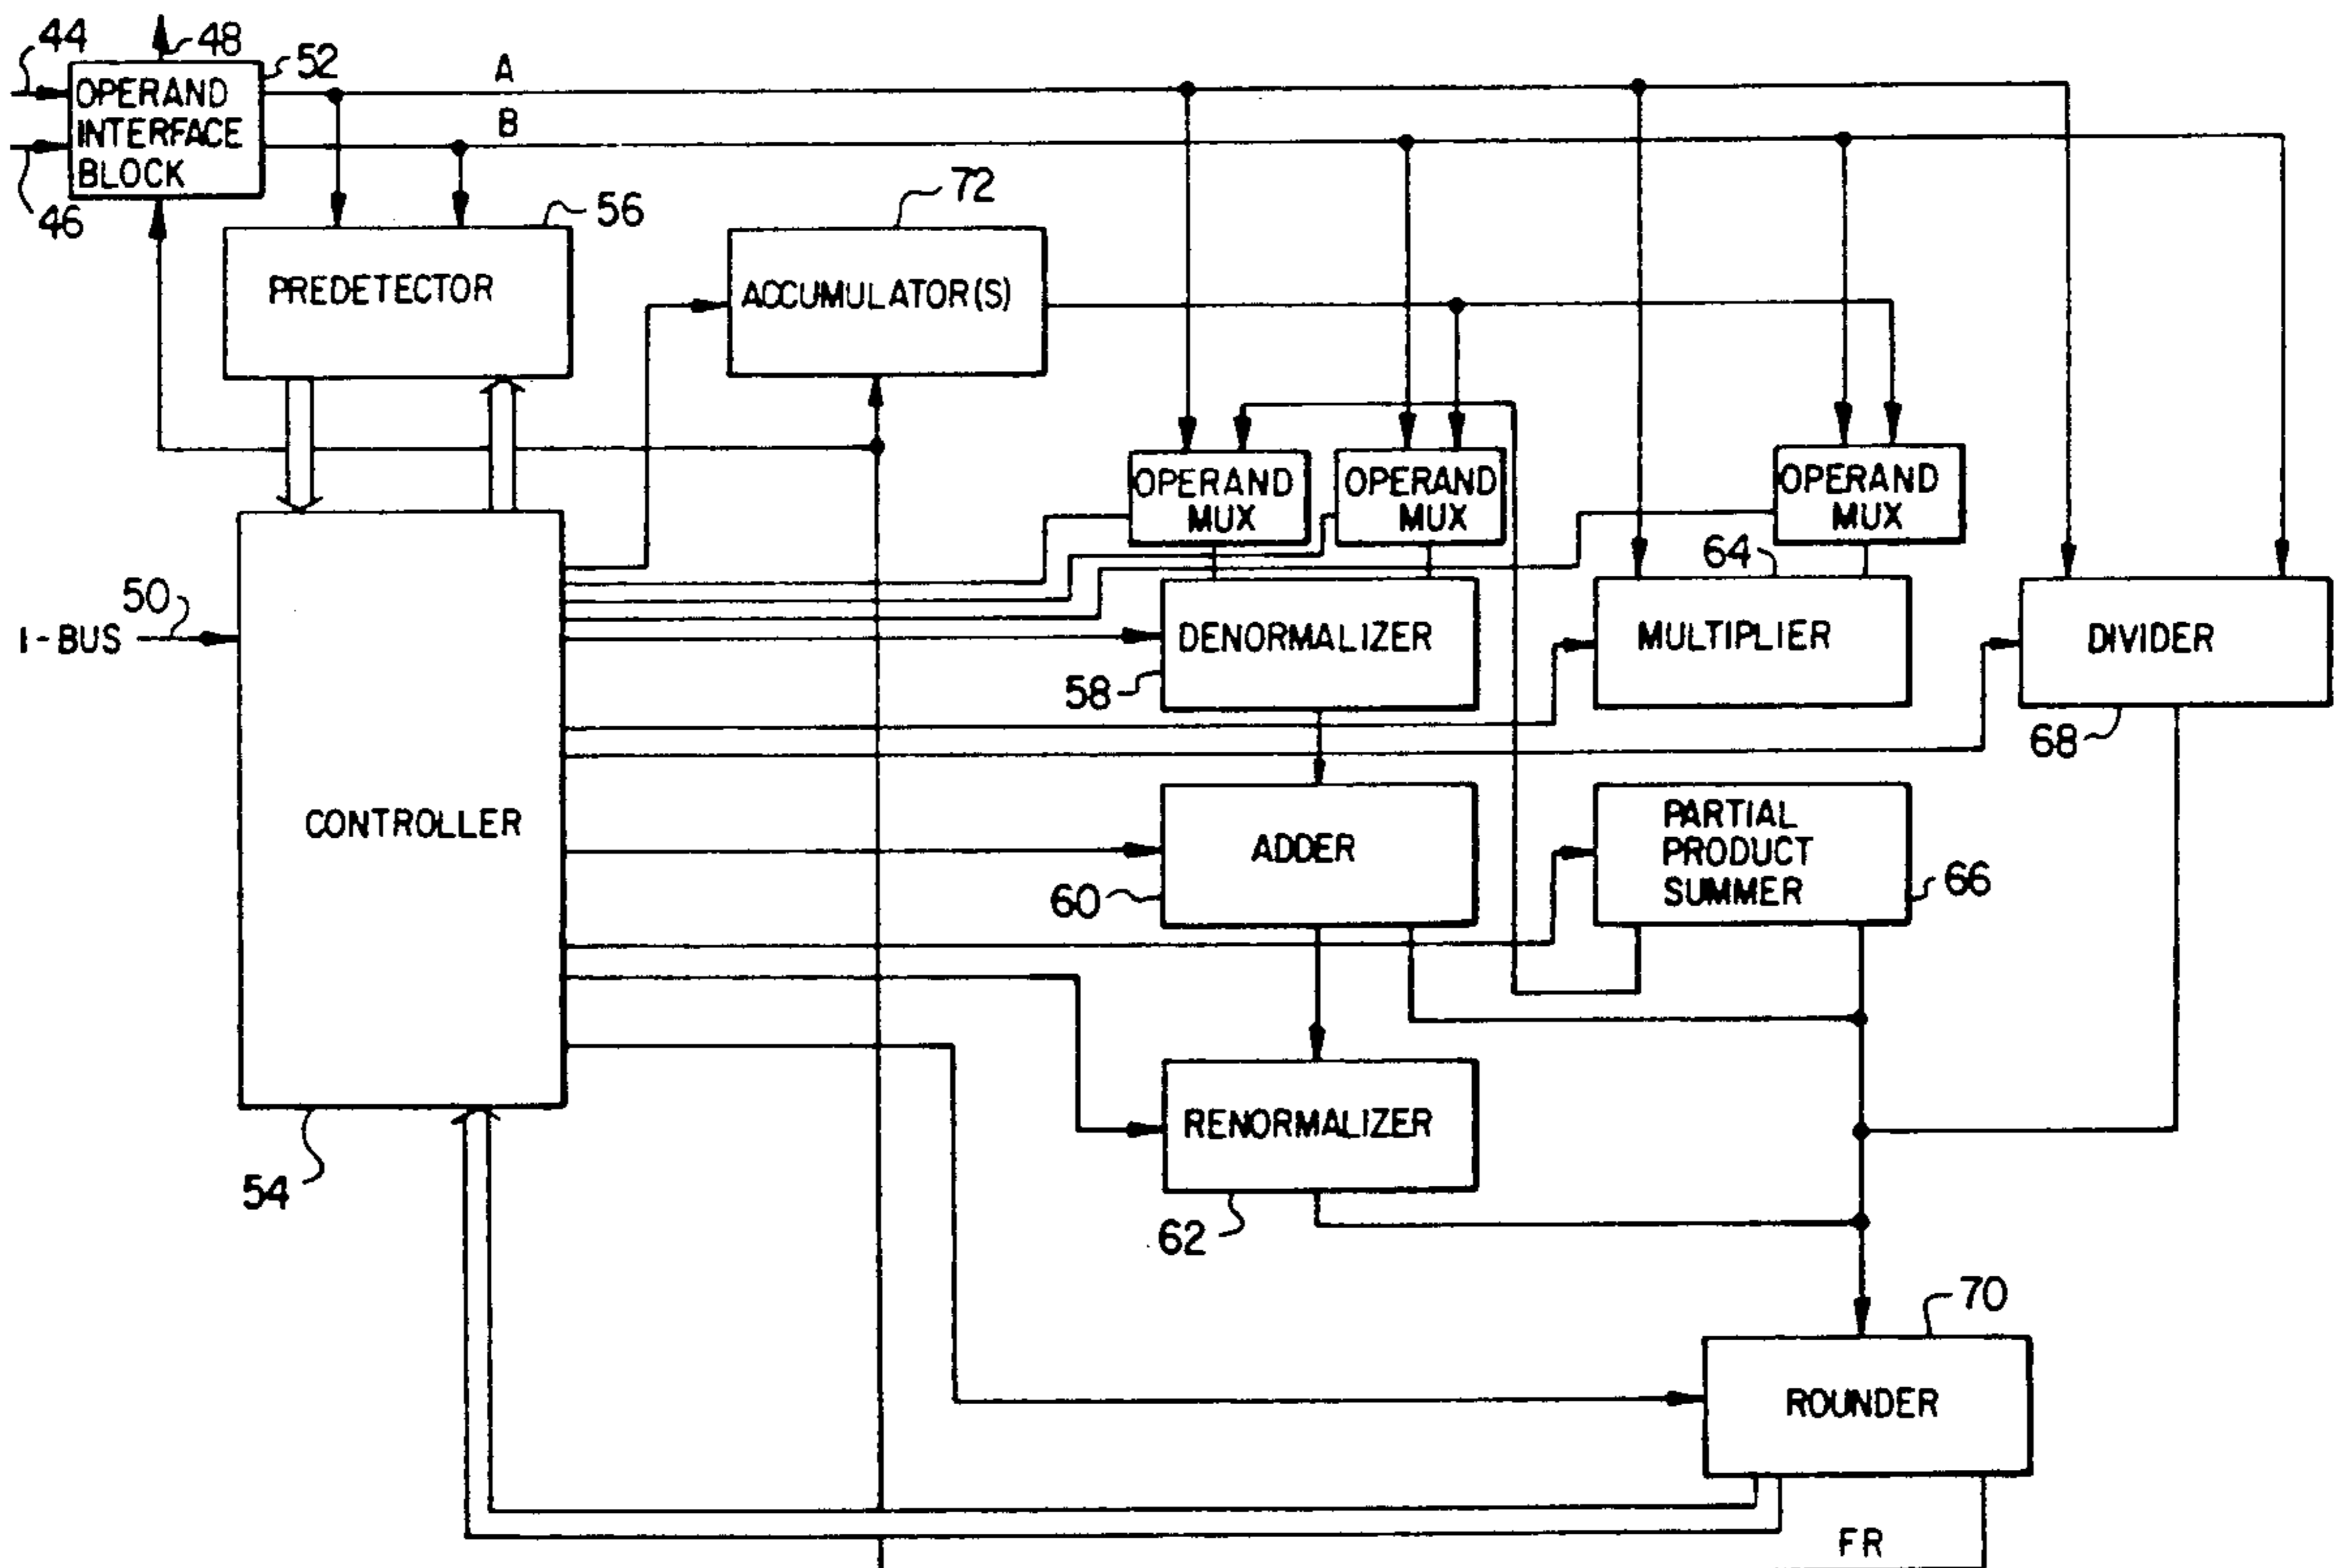 44
48
52
OPERAND
INTERFACE
BLOCK
46
A
B
56
PREDETECTOR
72
ACCUMULATOR(S)
OPERAND
MUX
OPERAND
MUX
OPERAND
MUX
50
I-BUS
DENORMALIZER
58
64
MULTIPLIER
DIVIDER
68
CONTROLLER
54
ADDER
60
PARTIAL
PRODUCT
SUMMER
66
RENORMALIZER
62
70
ROUNDER
FR